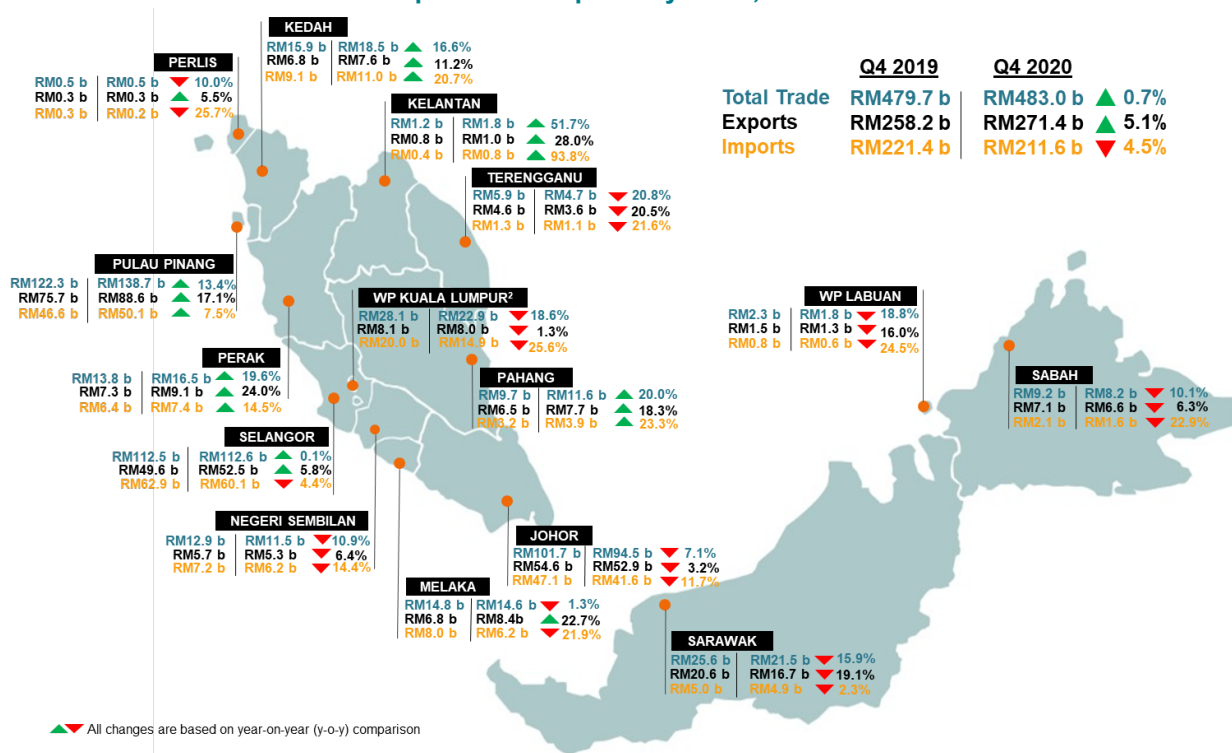 KEDAH
RM15.9 b RM18.5 b 16.6%
RM6.8 b RM7.6 b 11.2%
RM9.1 b RM11.0 b 20.7%
PERLIS
RM0.5 b RM0.5 b 10.0%
RM0.3 b RM0.3 b 5.5%
RM0.3 b RM0.2 b 25.7%
Q4 2019 Q4 2020
Total Trade RM479.7 b RM483.0 b 0.7%
Exports RM258.2 b RM271.4 b 5.1%
Imports RM221.4 b RM211.6 b 4.5%
KELANTAN
RM1.2 b RM1.8 b 51.7%
RM0.8 b RM1.0 b 28.0%
RM0.4 b RM0.8 b 93.8%
TERENGGANU
RM5.9 b RM4.7 b 20.8%
RM4.6 b RM3.6 b 20.5%
RM1.3 b RM1.1 b 21.6%
PULAU PINANG
RM122.3 b RM138.7 b 13.4%
RM75.7 b RM88.6 b 17.1%
RM46.6 b RM50.1 b 7.5%
WP KUALA LUMPUR²
RM28.1 b RM22.9 b 18.6%
RM8.1 b RM8.0 b 1.3%
RM20.0 b RM14.9 b 25.6%
WP LABUAN
RM2.3 b RM1.8 b 18.8%
RM1.5 b RM1.3 b 16.0%
RM0.8 b RM0.6 b 24.5%
PERAK
RM13.8 b RM16.5 b 19.6%
RM7.3 b RM9.1 b 24.0%
RM6.4 b RM7.4 b 14.5%
PAHANG
RM9.7 b RM11.6 b 20.0%
RM6.5 b RM7.7 b 18.3%
RM3.2 b RM3.9 b 23.3%
SABAH
RM9.2 b RM8.2 b 10.1%
RM7.1 b RM6.6 b 6.3%
RM2.1 b RM1.6 b 22.9%
SELANGOR
RM112.5 b RM112.6 b 0.1%
RM49.6 b RM52.5 b 5.8%
RM62.9 b RM60.1 b 4.4%
NEGERI SEMBILAN
RM12.9 b RM11.5 b 10.9%
RM5.7 b RM5.3 b 6.4%
RM7.2 b RM6.2 b 14.4%
JOHOR
RM101.7 b RM94.5 b 7.1%
RM54.6 b RM52.9 b 3.2%
RM47.1 b RM41.6 b 11.7%
MELAKA
RM14.8 b RM14.6 b 1.3%
RM6.8 b RM8.4b 22.7%
RM8.0 b RM6.2 b 21.9%
SARAWAK
RM25.6 b RM21.5 b 15.9%
RM20.6 b RM16.7 b 19.1%
RM5.0 b RM4.9 b 2.3%
All changes are based on year-on-year (y-o-y) comparison